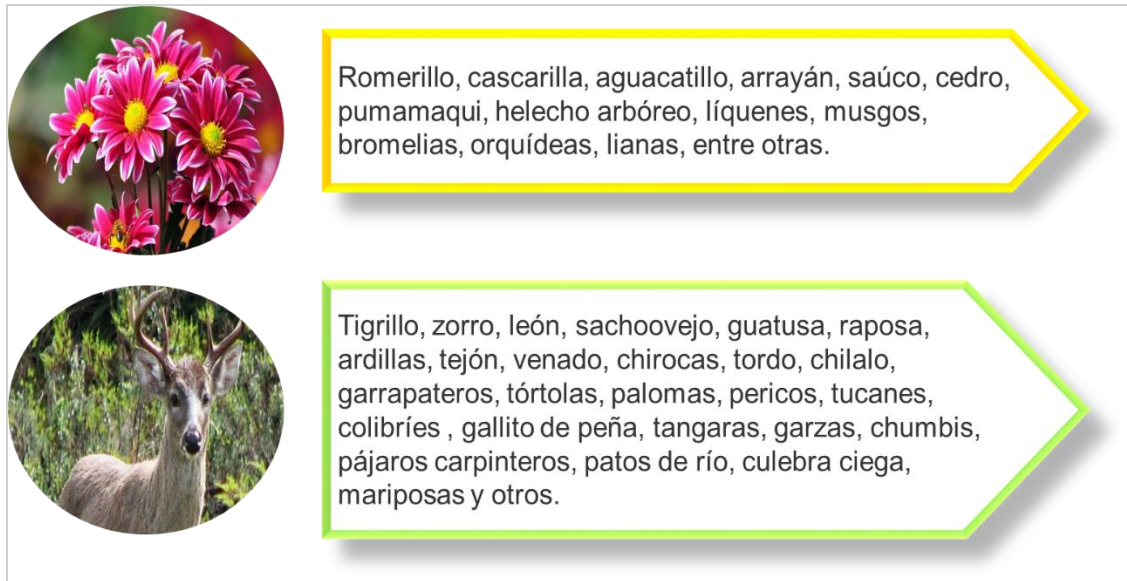 Romerillo, cascarilla, aguacatillo, arrayán, saúco, cedro,
pumamaqui, helecho arbóreo, líquenes, musgos,
bromelias, orquídeas, lianas, entre otras.
Tigrillo, zorro, león, sachoovejo, guatusa, raposa,
ardillas, tejón, venado, chirocas, tordo, chilalo,
garrapateros, tórtolas, palomas, pericos, tucanes,
colibríes , gallito de peña, tangaras, garzas, chumbis,
pájaros carpinteros, patos de río, culebra ciega,
mariposas y otros.